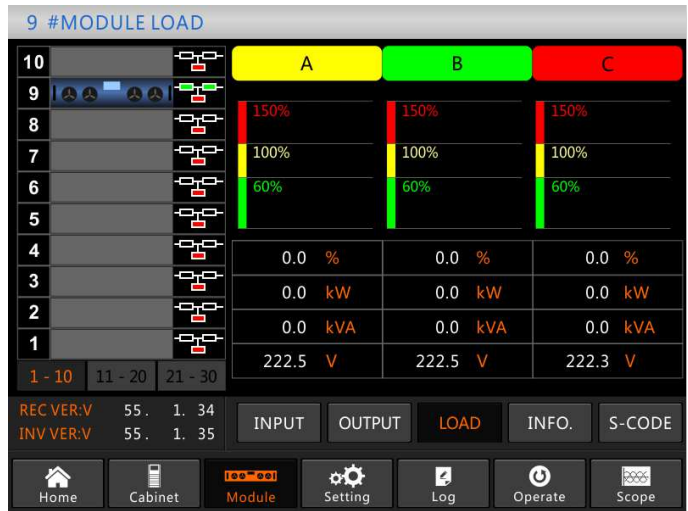 9 #MODULE LOAD
10
9
8
7
6
5
4
3
2
1
1 - 10 11 - 20 21 - 30
REC VER:V 55. 1. 34
INV VER:V 55. 1. 35
A B C
150% 150% 150%
100% 100% 100%
60% 60% 60%
0.0 % 0.0 % 0.0 %
0.0 kW 0.0 kW 0.0 kW
0.0 kVA 0.0 kVA 0.0 kVA
222.5 V 222.5 V 222.3 V
INPUT OUTPUT LOAD INFO. S-CODE
Home Cabinet Module Setting Log Operate Scope